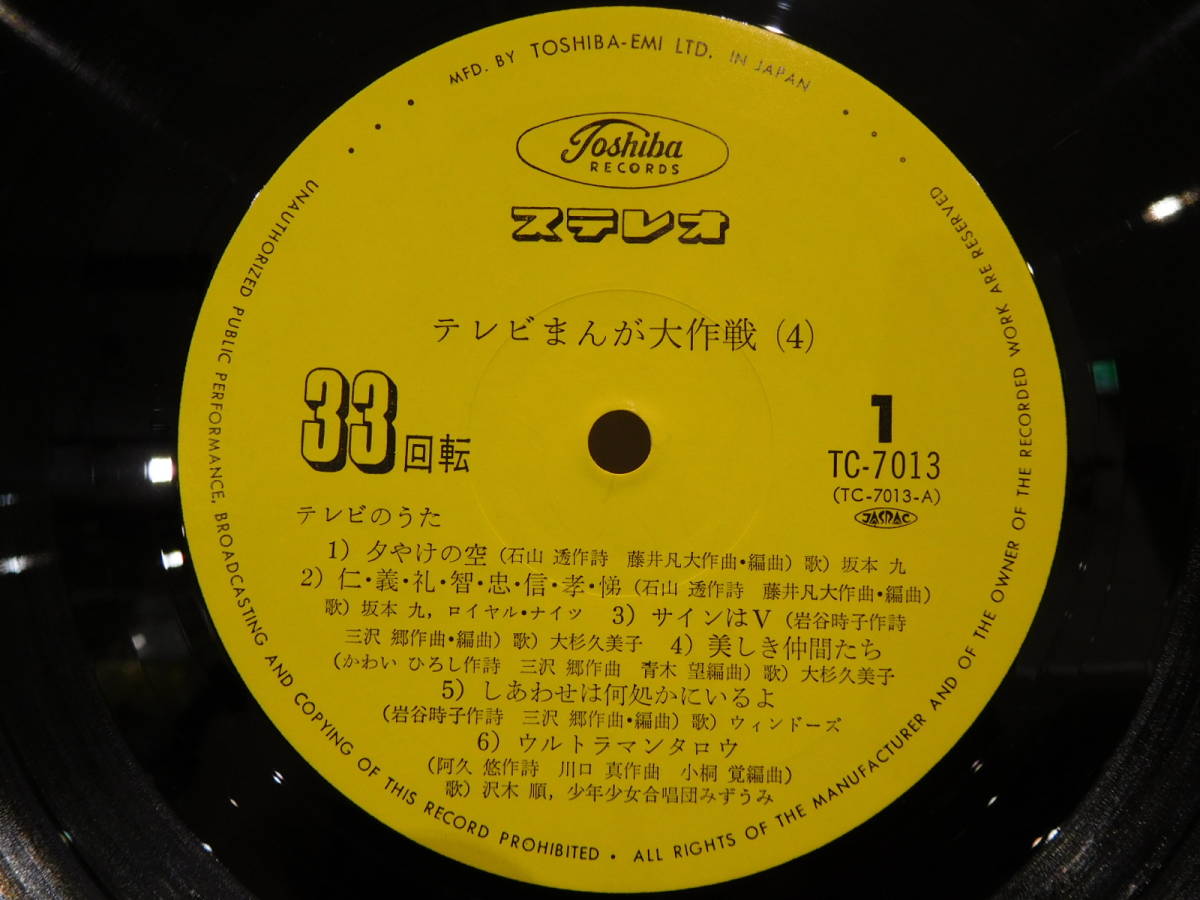 MFD. BY TOSHIBA-EMI LTD. IN JAPAN
Toshiba
RECORDS
ステレオ
テレビまんが大作戦 (4)
33回転
1
TC-7013
(TC-7013-A)
JASRAC
テレビのうた
1) 夕やけの空 (石山 透作詩 藤井凡大作曲・編曲) 歌) 坂本 九
2) 仁・義・礼・智・忠・信・孝・悌 (石山 透作詩 藤井凡大作曲・編曲)
歌) 坂本 九, ロイヤル・ナイツ 3) サインはV (岩谷時子作詩
三沢 郷作曲・編曲) 歌) 大杉久美子 4) 美しき仲間たち
(かわい ひろし作詩 三沢 郷作曲 青木 望編曲) 歌) 大杉久美子
5) しあわせは何処かにいるよ
(岩谷時子作詩 三沢 郷作曲・編曲) 歌) ウィンドーズ
6) ウルトラマンタロウ
(阿久 悠作詩 川口 真作曲 小桐 覚編曲)
歌) 沢木 順, 少年少女合唱団みずうみ
UNAUTHORIZED PUBLIC PERFORMANCE, BROADCASTING AND COPYING OF THIS RECORD PROHIBITED • ALL RIGHTS OF THE MANUFACTURER AND OF THE OWNER OF THE RECORDED WORK ARE RESERVED